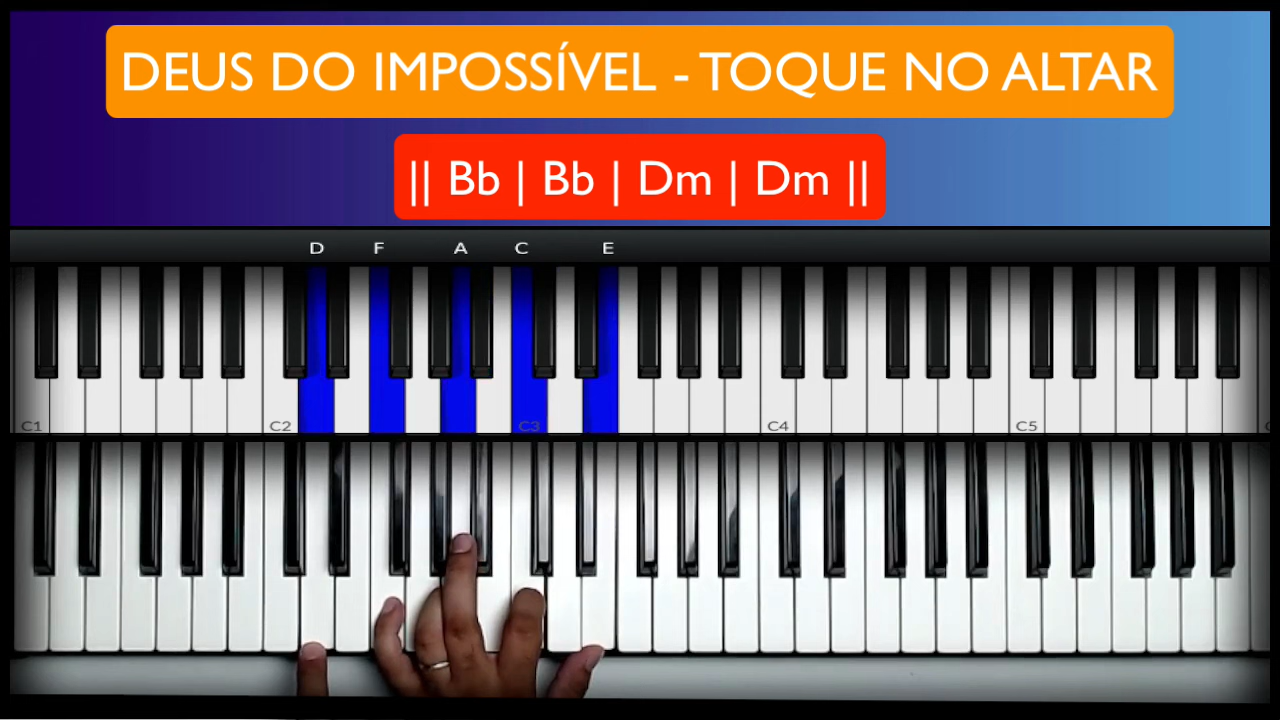 DEUS DO IMPOSSÍVEL - TOQUE NO ALTAR
|| Bb | Bb | Dm | Dm ||
D F A C E
C1 C2 C3 C4 C5